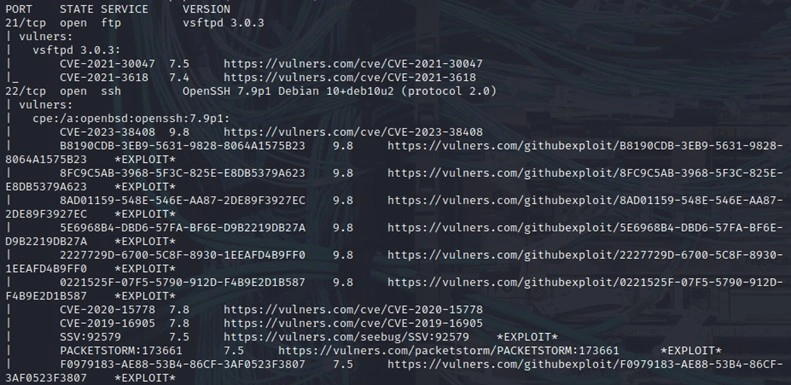 PORT STATE SERVICE VERSION
21/tcp open ftp vsftpd 3.0.3
| vulners:
| vsftpd 3.0.3:
| CVE-2021-30047 7.5 https://vulners.com/cve/CVE-2021-30047
|_ CVE-2021-3618 7.4 https://vulners.com/cve/CVE-2021-3618
22/tcp open ssh OpenSSH 7.9p1 Debian 10+deb10u2 (protocol 2.0)
| vulners:
| cpe:/a:openbsd:openssh:7.9p1:
| CVE-2023-38408 9.8 https://vulners.com/cve/CVE-2023-38408
| B8190CDB-3EB9-5631-9828-8064A1575B23 9.8 https://vulners.com/githubexploit/B8190CDB-3EB9-5631-9828-
8064A1575B23 *EXPLOIT*
| 8FC9C5AB-3968-5F3C-825E-E8DB5379A623 9.8 https://vulners.com/githubexploit/8FC9C5AB-3968-5F3C-825E-
E8DB5379A623 *EXPLOIT*
| 8AD01159-548E-546E-AA87-2DE89F3927EC 9.8 https://vulners.com/githubexploit/8AD01159-548E-546E-AA87-
2DE89F3927EC *EXPLOIT*
| 5E6968B4-DBD6-57FA-BF6E-D9B2219DB27A 9.8 https://vulners.com/githubexploit/5E6968B4-DBD6-57FA-BF6E-
D9B2219DB27A *EXPLOIT*
| 2227729D-6700-5C8F-8930-1EEAFD4B9FF0 9.8 https://vulners.com/githubexploit/2227729D-6700-5C8F-8930-
1EEAFD4B9FF0 *EXPLOIT*
| 0221525F-07F5-5790-912D-F4B9E2D1B587 9.8 https://vulners.com/githubexploit/0221525F-07F5-5790-912D-
F4B9E2D1B587 *EXPLOIT*
| CVE-2020-15778 7.8 https://vulners.com/cve/CVE-2020-15778
| CVE-2019-16905 7.8 https://vulners.com/cve/CVE-2019-16905
| SSV:92579 7.5 https://vulners.com/seebug/SSV:92579 *EXPLOIT*
| PACKETSTORM:173661 7.5 https://vulners.com/packetstorm/PACKETSTORM:173661 *EXPLOIT*
| F0979183-AE88-53B4-86CF-3AF0523F3807 7.5 https://vulners.com/githubexploit/F0979183-AE88-53B4-86CF-
3AF0523F3807 *EXPLOIT*